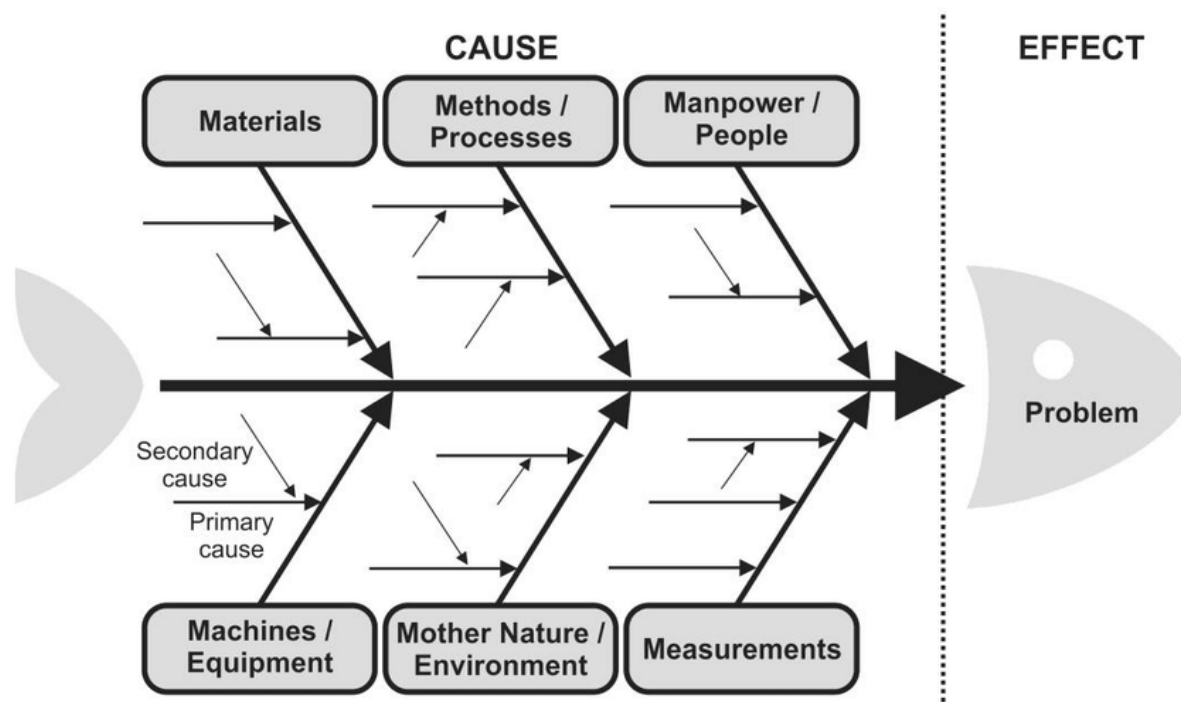 CAUSE
EFFECT
Materials
Methods /
Processes
Manpower /
People
Problem
Secondary
cause
Primary
cause
Machines /
Equipment
Mother Nature /
Environment
Measurements